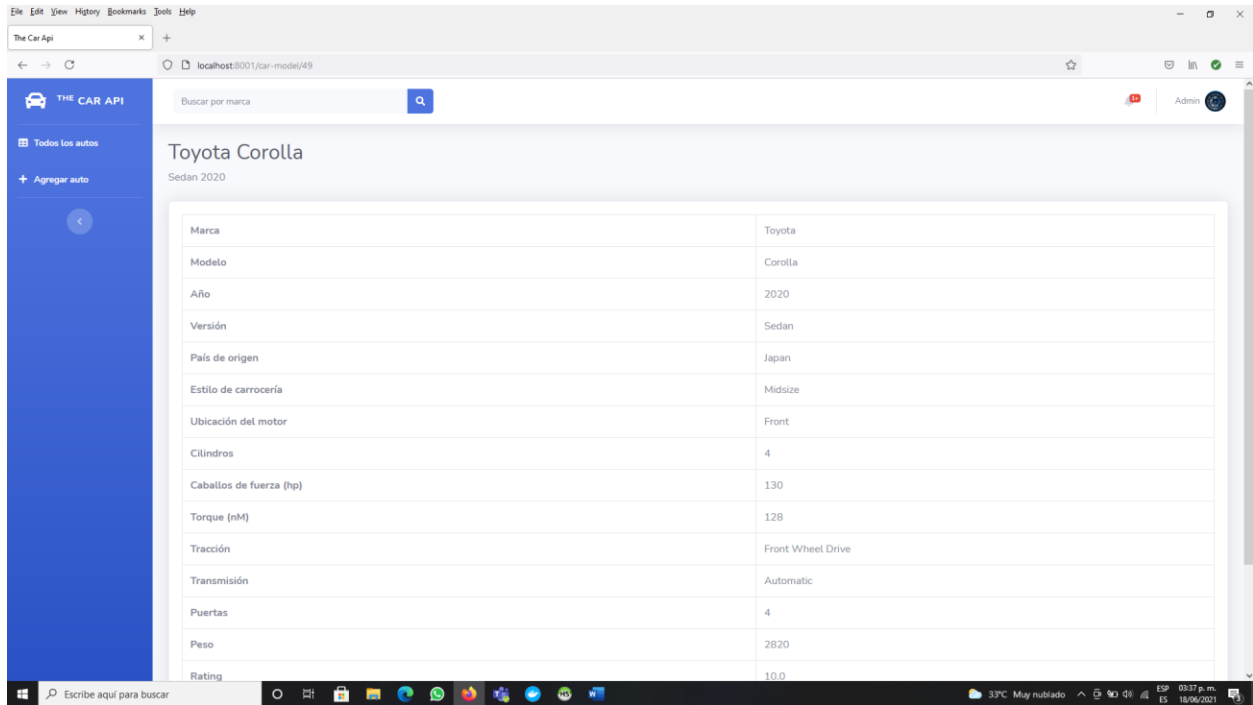 File Edit View History Bookmarks Tools Help
The Car Api
localhost:8001/car-model/49
THE CAR API
Buscar por marca
Admin
Todos los autos
Agregar auto
Toyota Corolla
Sedan 2020
Marca Toyota
Modelo Corolla
Año 2020
Versión Sedan
País de origen Japan
Estilo de carrocería Midsize
Ubicación del motor Front
Cilindros 4
Caballos de fuerza (hp) 130
Torque (nM) 128
Tracción Front Wheel Drive
Transmisión Automatic
Puertas 4
Peso 2820
Rating 10.0
Escribe aquí para buscar
33°C Muy nublado
ESP 03:37 p. m.
ES 18/06/2021